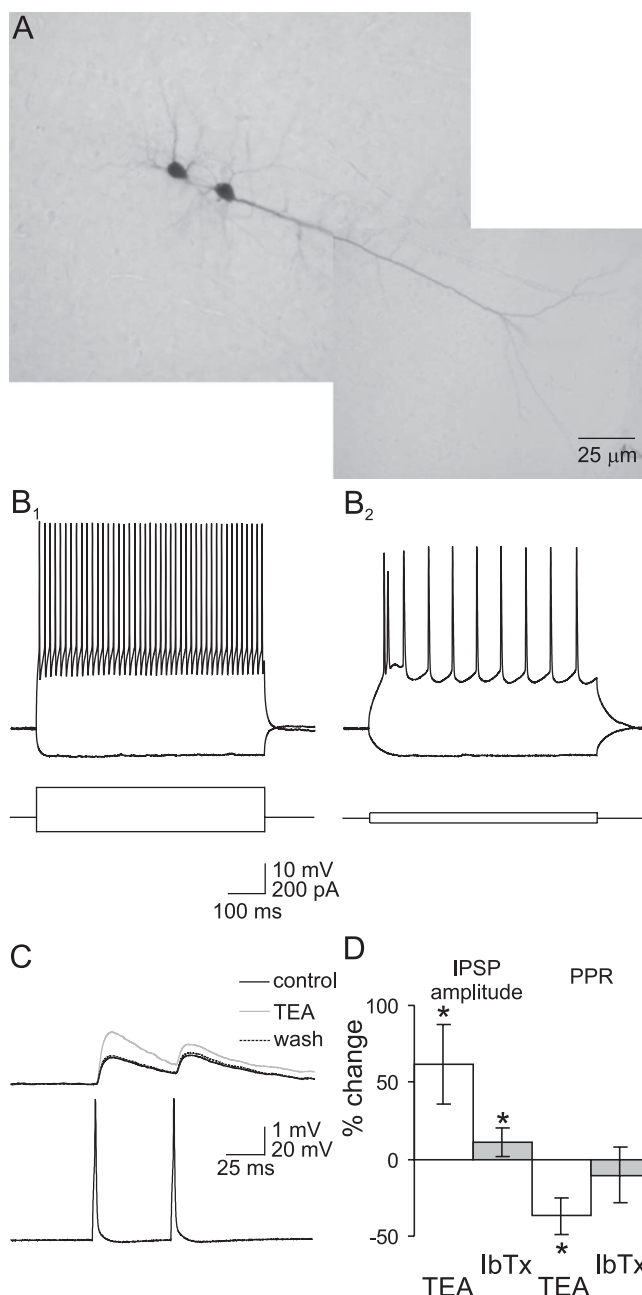 A
25 μm
B1
B2
10 mV
200 pA
100 ms
C
control
TEA
wash
1 mV
20 mV
25 ms
D
IPSP
amplitude
PPR
% change
100
50
0
-50
*
*
*
TEA
IbTx
TEA
IbTx